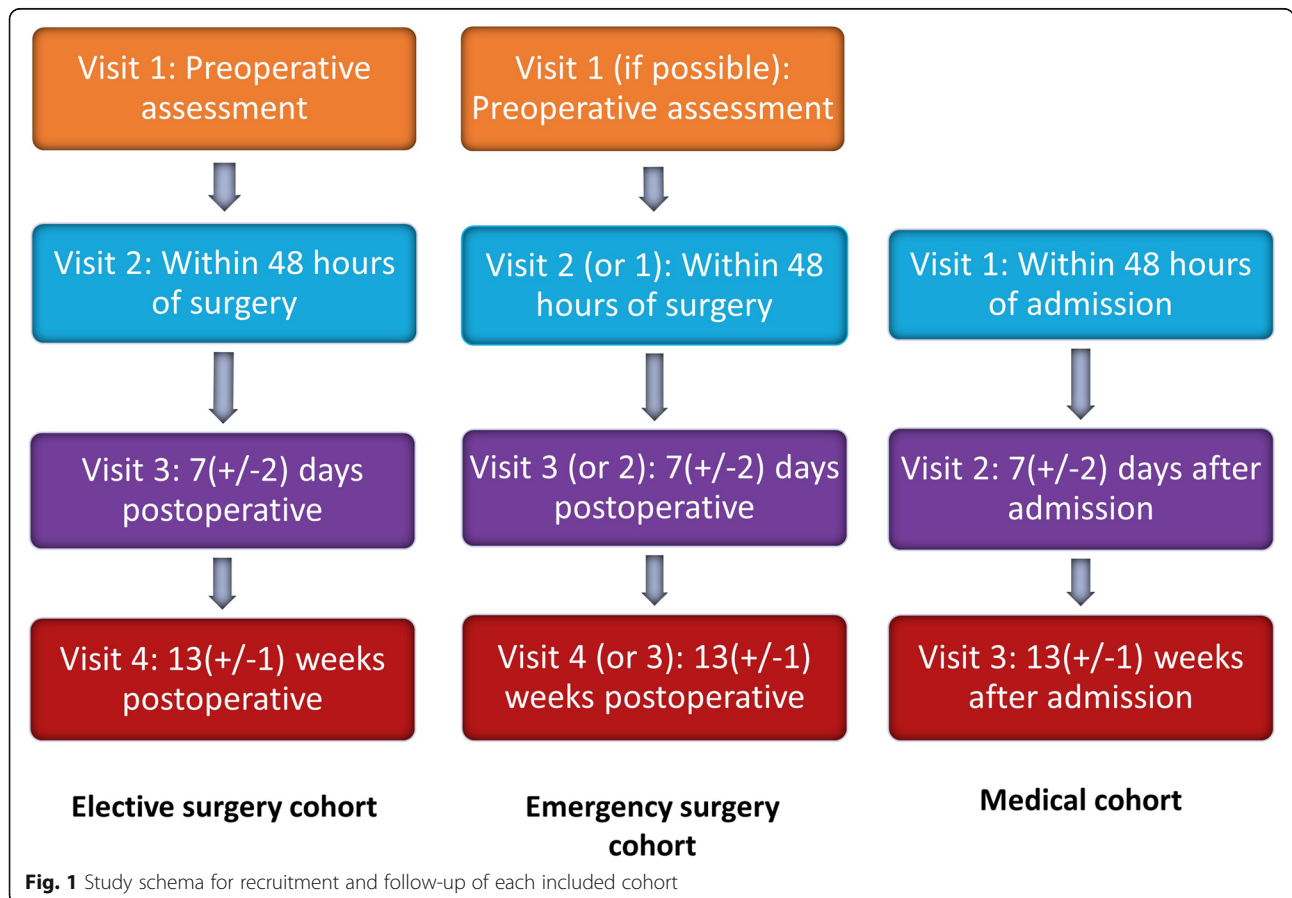 Visit 1: Preoperative
assessment
Visit 2: Within 48 hours
of surgery
Visit 3: 7(+/-2) days
postoperative
Visit 4: 13(+/-1) weeks
postoperative
Elective surgery cohort
Visit 1 (if possible):
Preoperative assessment
Visit 2 (or 1): Within 48
hours of surgery
Visit 3 (or 2): 7(+/-2) days
postoperative
Visit 4 (or 3): 13(+/-1)
weeks postoperative
Emergency surgery
cohort
Visit 1: Within 48 hours
of admission
Visit 2: 7(+/-2) days after
admission
Visit 3: 13(+/-1) weeks
after admission
Medical cohort
Fig. 1 Study schema for recruitment and follow-up of each included cohort